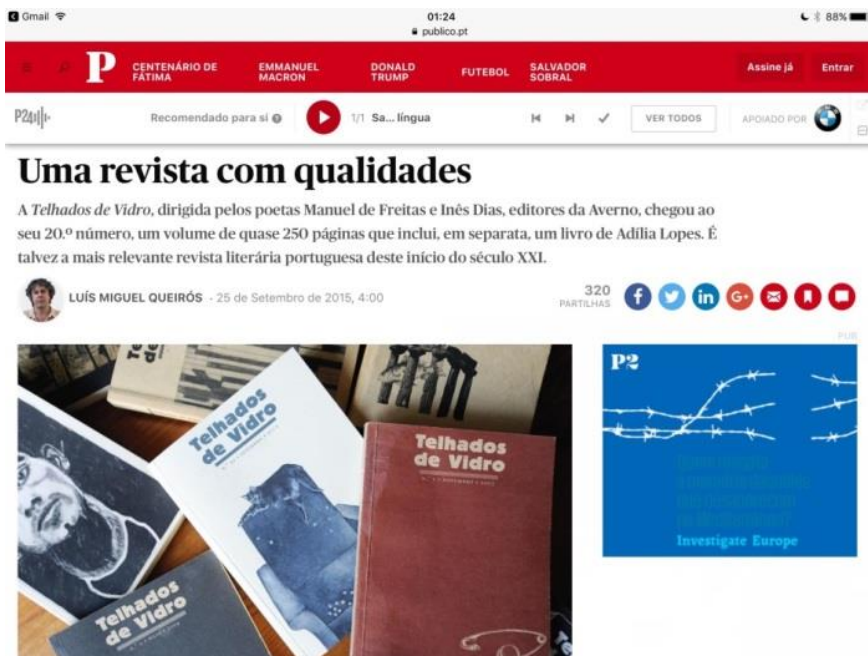 Gmail 01:24 88%
publico.pt
P CENTENÁRIO DE FÁTIMA EMMANUEL MACRON DONALD TRUMP FUTEBOL SALVADOR SOBRAL Assine já Entrar
P24 Recomendado para si 1/1 Sa... língua VER TODOS APOIADO POR
Uma revista com qualidades
A Telhados de Vidro, dirigida pelos poetas Manuel de Freitas e Inês Dias, editores da Averno, chegou ao
seu 20.º número, um volume de quase 250 páginas que inclui, em separata, um livro de Adília Lopes. É
talvez a mais relevante revista literária portuguesa deste início do século XXI.
LUÍS MIGUEL QUEIRÓS - 25 de Setembro de 2015, 4:00
320
PARTILHAS
PUB
P2
Investigate Europe
Telhados
de Vidro
Telhados
de Vidro
Telhados
de Vidro